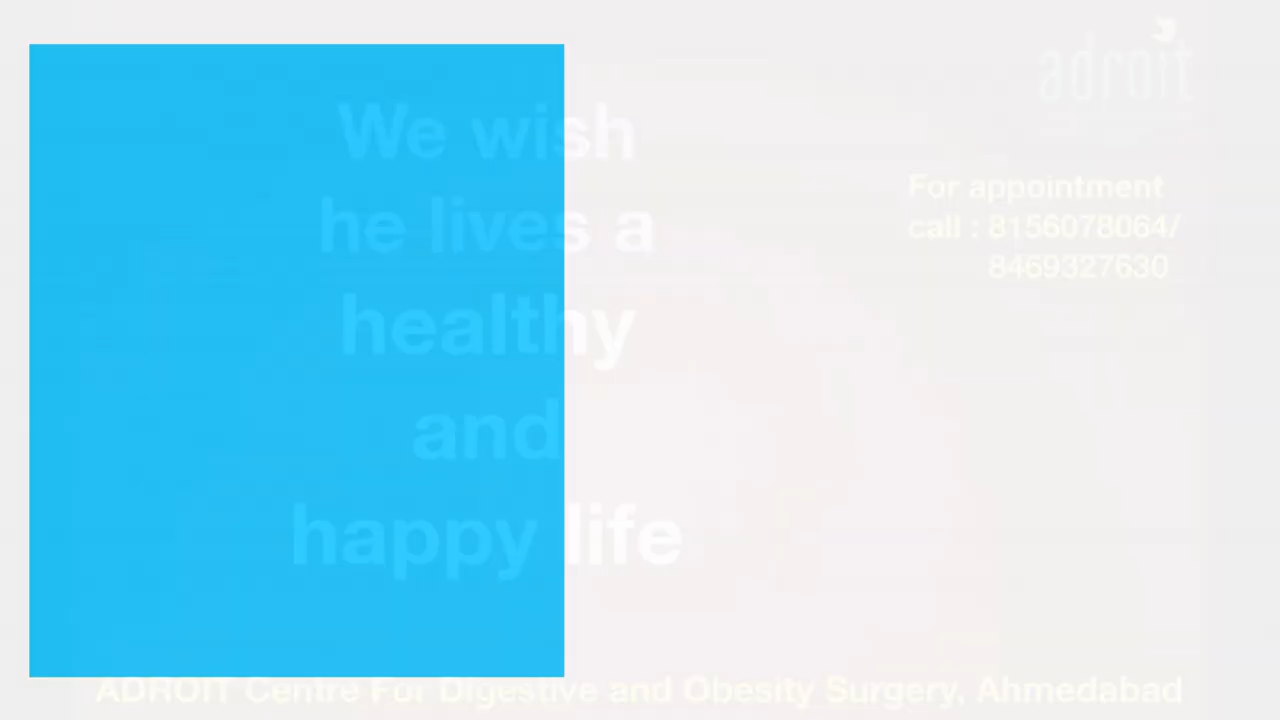 We wish
he lives a
healthy
and
happy life
adroit
For appointment
call : 8156078064/
8469327630
ADROIT Centre For Digestive and Obesity Surgery, Ahmedabad